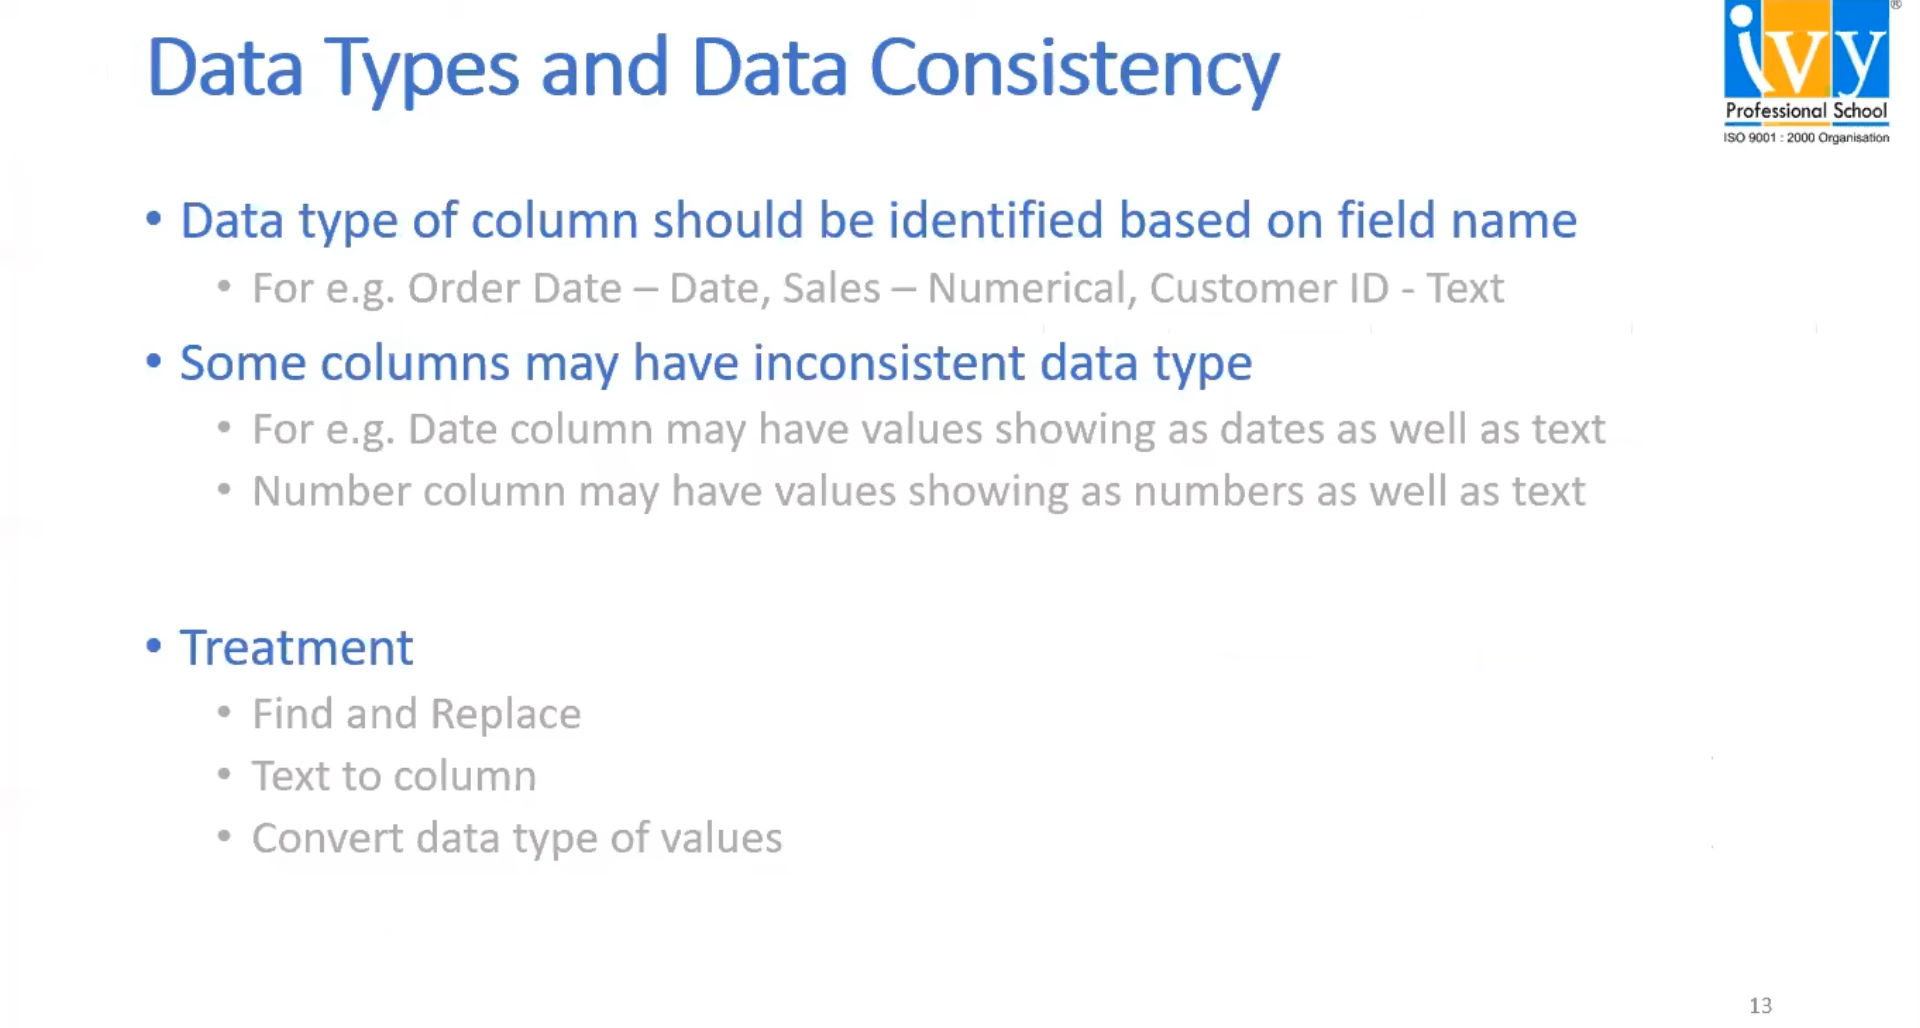 Data Types and Data Consistency
ivy
®
Professional School
ISO 9001 : 2000 Organisation
• Data type of column should be identified based on field name
• For e.g. Order Date – Date, Sales – Numerical, Customer ID - Text
• Some columns may have inconsistent data type
• For e.g. Date column may have values showing as dates as well as text
• Number column may have values showing as numbers as well as text
• Treatment
• Find and Replace
• Text to column
• Convert data type of values
13